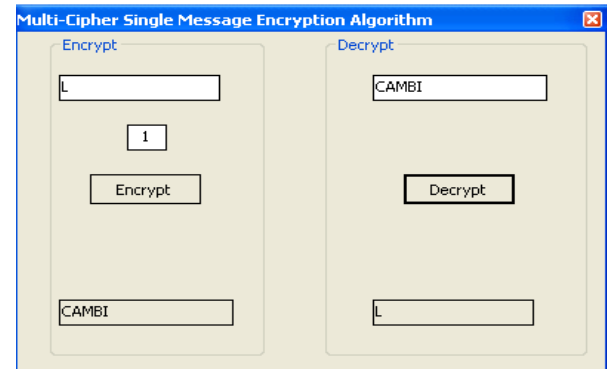 Multi-Cipher Single Message Encryption Algorithm
Encrypt
L
1
Encrypt
CAMBI
Decrypt
CAMBI
Decrypt
L